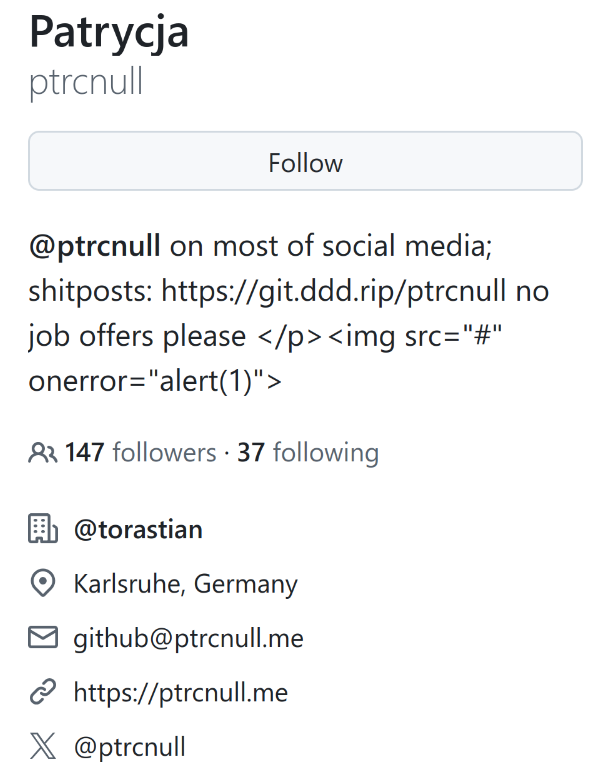 Patrycja
ptrcnull
Follow
@ptrcnull on most of social media;
shitposts: https://git.ddd.rip/ptrcnull no
job offers please </p><img src="#"
onerror="alert(1)">
147 followers · 37 following
@torastian
Karlsruhe, Germany
github@ptrcnull.me
https://ptrcnull.me
@ptrcnull